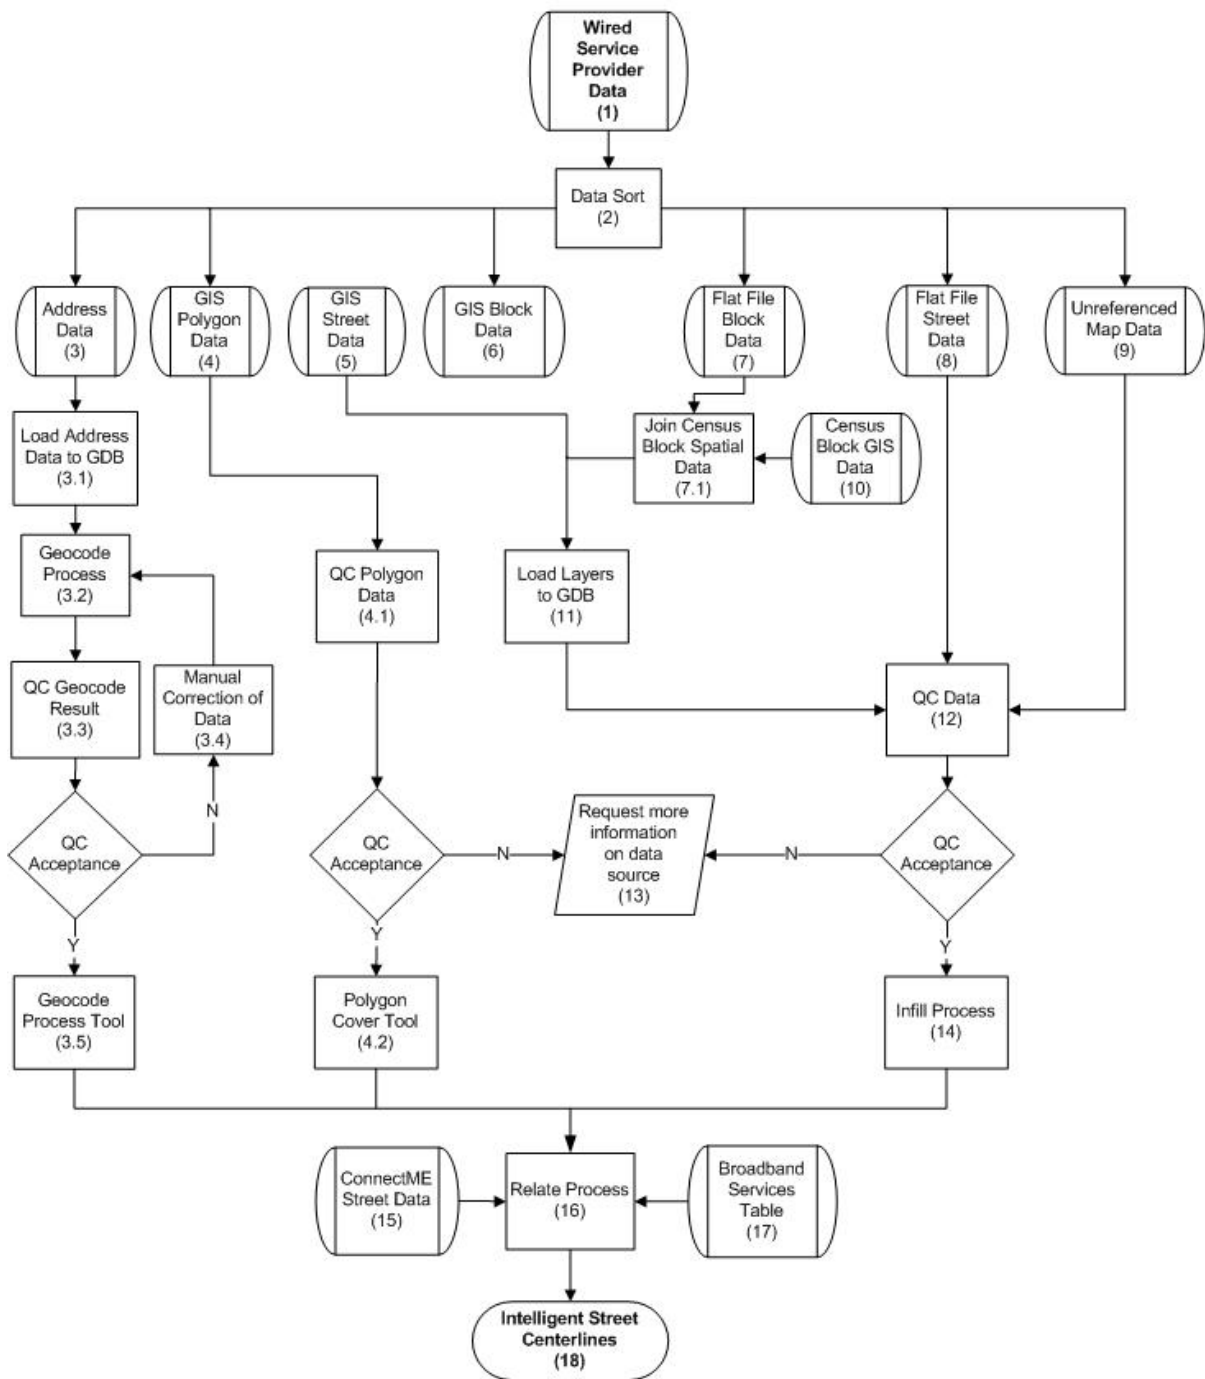 Wired
Service
Provider
Data
(1)
Data Sort
(2)
Address
Data
(3)
GIS
Polygon
Data
(4)
GIS
Street
Data
(5)
GIS Block
Data
(6)
Flat File
Block
Data
(7)
Flat File
Street
Data
(8)
Unreferenced
Map Data
(9)
Load Address
Data to GDB
(3.1)
Join Census
Block Spatial
Data
(7.1)
Census
Block GIS
Data
(10)
Geocode
Process
(3.2)
QC Polygon
Data
(4.1)
Load Layers
to GDB
(11)
QC Geocode
Result
(3.3)
Manual
Correction of
Data
(3.4)
QC Data
(12)
N
QC
Acceptance
QC
Acceptance
N
Request more
information
on data
source
(13)
N
QC
Acceptance
Y
Y
Y
Geocode
Process Tool
(3.5)
Polygon
Cover Tool
(4.2)
Infill Process
(14)
ConnectME
Street Data
(15)
Relate Process
(16)
Broadband
Services
Table
(17)
Intelligent Street
Centerlines
(18)